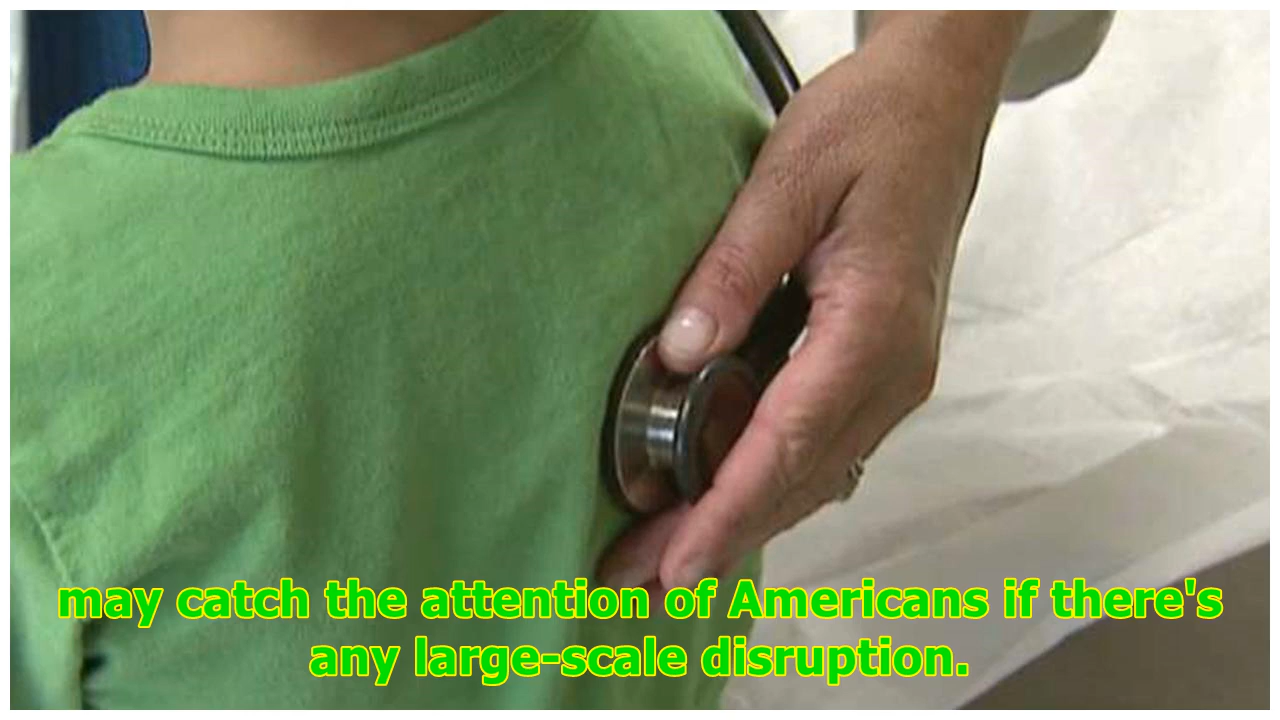 may catch the attention of Americans if there's
any large-scale disruption.